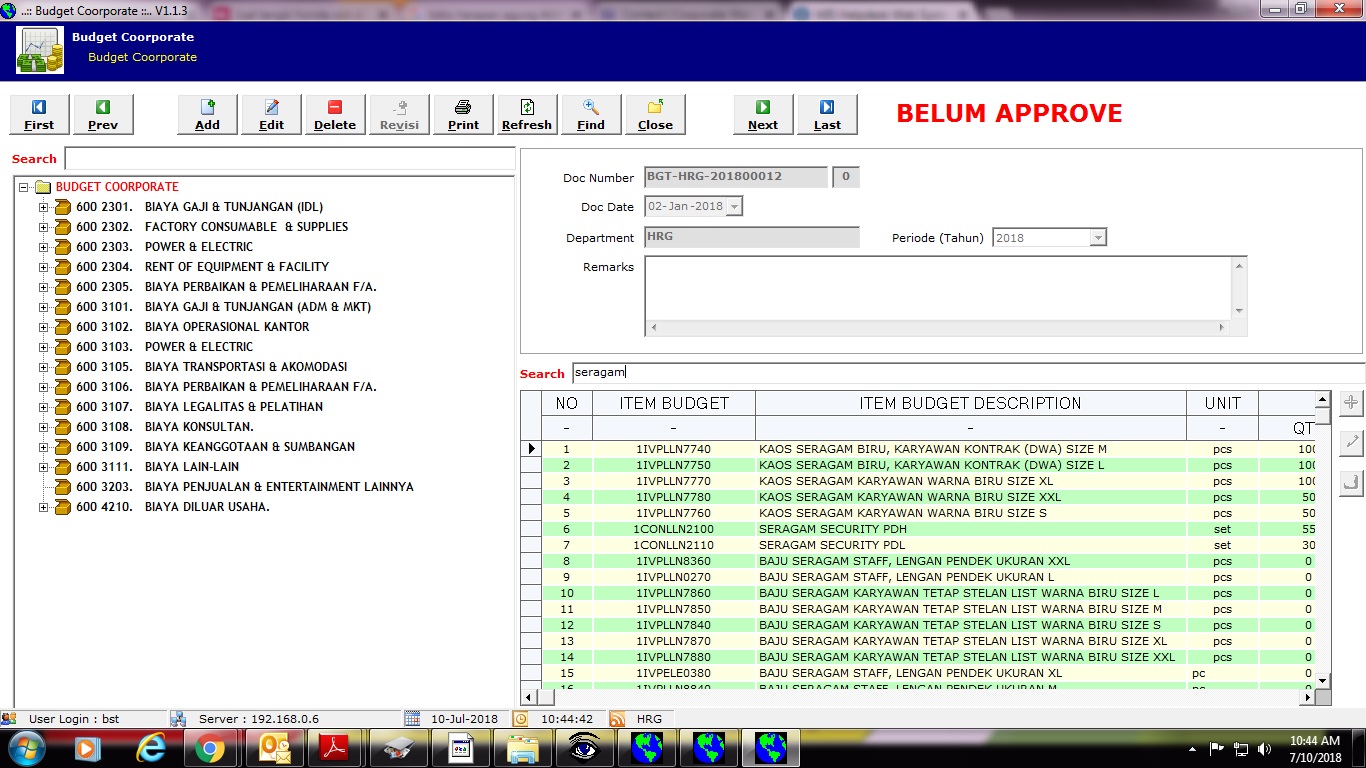 ..:: Budget Coorporate ::.. V1.1.3
Budget Coorporate
Budget Coorporate
First Prev Add Edit Delete Revisi Print Refresh Find Close Next Last BELUM APPROVE
Search
BUDGET COORPORATE
600 2301. BIAYA GAJI & TUNJANGAN (IDL)
600 2302. FACTORY CONSUMABLE & SUPPLIES
600 2303. POWER & ELECTRIC
600 2304. RENT OF EQUIPMENT & FACILITY
600 2305. BIAYA PERBAIKAN & PEMELIHARAAN F/A.
600 3101. BIAYA GAJI & TUNJANGAN (ADM & MKT)
600 3102. BIAYA OPERASIONAL KANTOR
600 3103. POWER & ELECTRIC
600 3105. BIAYA TRANSPORTASI & AKOMODASI
600 3106. BIAYA PERBAIKAN & PEMELIHARAAN F/A.
600 3107. BIAYA LEGALITAS & PELATIHAN
600 3108. BIAYA KONSULTAN.
600 3109. BIAYA KEANGGOTAAN & SUMBANGAN
600 3111. BIAYA LAIN-LAIN
600 3203. BIAYA PENJUALAN & ENTERTAINMENT LAINNYA
600 4210. BIAYA DILUAR USAHA.
Doc Number BGT-HRG-201800012 0
Doc Date 02-Jan-2018
Department HRG Periode (Tahun) 2018
Remarks
Search seragam
NO ITEM BUDGET ITEM BUDGET DESCRIPTION UNIT
- - - - QT
1 1IVPLLN7740 KAOS SERAGAM BIRU, KARYAWAN KONTRAK (DWA) SIZE M pcs 100
2 1IVPLLN7750 KAOS SERAGAM BIRU, KARYAWAN KONTRAK (DWA) SIZE L pcs 100
3 1IVPLLN7770 KAOS SERAGAM KARYAWAN WARNA BIRU SIZE XL pcs 100
4 1IVPLLN7780 KAOS SERAGAM KARYAWAN WARNA BIRU SIZE XXL pcs 50
5 1IVPLLN7760 KAOS SERAGAM KARYAWAN WARNA BIRU SIZE S pcs 50
6 1CONLLN2100 SERAGAM SECURITY PDH set 55
7 1CONLLN2110 SERAGAM SECURITY PDL set 30
8 1IVPLLN8360 BAJU SERAGAM STAFF, LENGAN PENDEK UKURAN XXL pcs 0
9 1IVPLLN0270 BAJU SERAGAM STAFF, LENGAN PENDEK UKURAN L pcs 0
10 1IVPLLN7860 BAJU SERAGAM KARYAWAN TETAP STELAN LIST WARNA BIRU SIZE L pcs 0
11 1IVPLLN7850 BAJU SERAGAM KARYAWAN TETAP STELAN LIST WARNA BIRU SIZE M pcs 0
12 1IVPLLN7840 BAJU SERAGAM KARYAWAN TETAP STELAN LIST WARNA BIRU SIZE S pcs 0
13 1IVPLLN7870 BAJU SERAGAM KARYAWAN TETAP STELAN LIST WARNA BIRU SIZE XL pcs 0
14 1IVPLLN7880 BAJU SERAGAM KARYAWAN TETAP STELAN LIST WARNA BIRU SIZE XXL pcs 0
15 1IVPELE0380 BAJU SERAGAM STAFF, LENGAN PENDEK UKURAN XL pc 0
16 1IVPLLN8840 BAJU SERAGAM STAFF, LENGAN PENDEK UKURAN M pc 0
User Login : bst Server : 192.168.0.6 10-Jul-2018 10:44:42 HRG
10:44 AM
7/10/2018